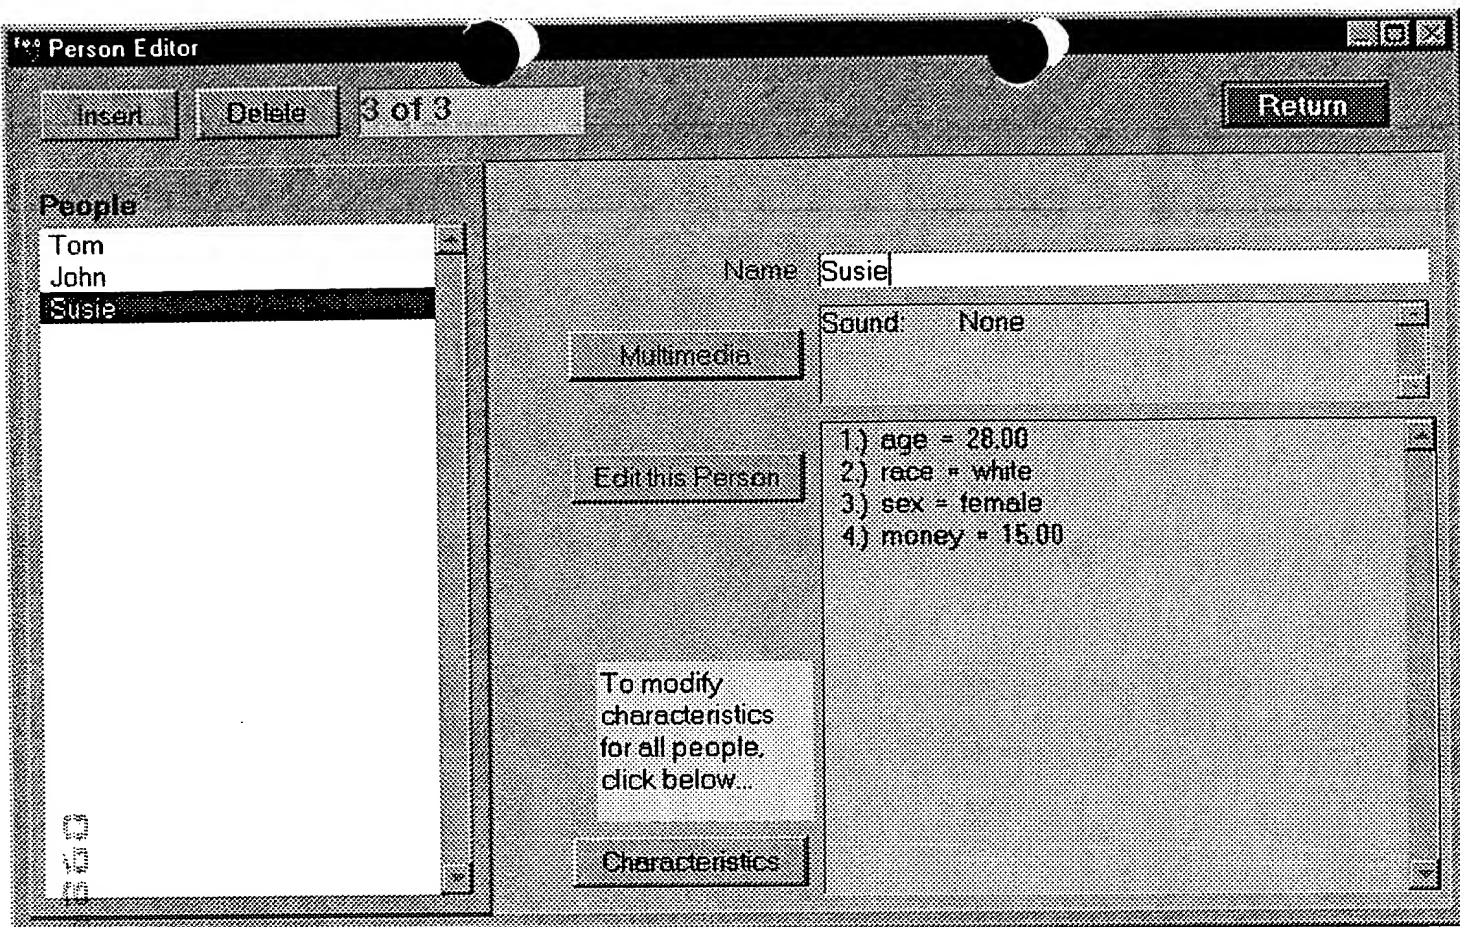 Person Editor
Insert
Delete
3 of 3
Return
People
Tom
John
Susie
Name
Susie
Multimedia
Sound: None
Edit this Person
1.) age = 28.00
2.) race = white
3.) sex = female
4.) money = 15.00
To modify
characteristics
for all people,
click below...
Characteristics